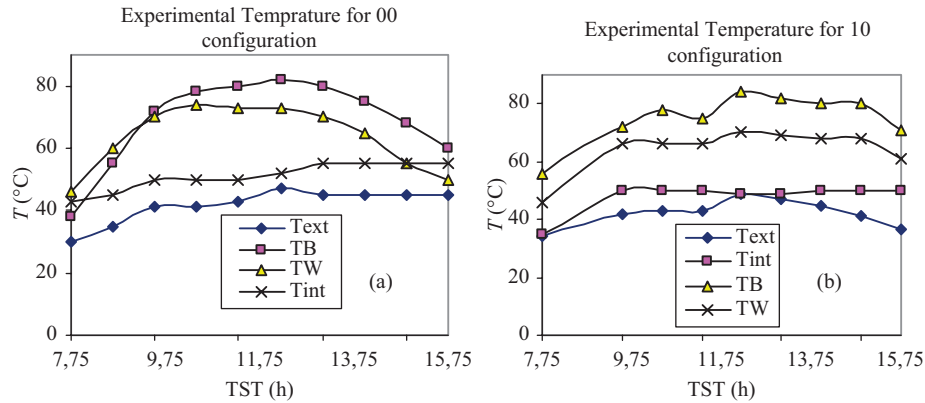 Experimental Temprature for 00
configuration
T (°C)
80
60
40
20
0
7,75 9,75 11,75 13,75 15,75
TST (h)
Text
TB
TW
Tint
(a)
Experimental Temperature for 10
configuration
T (°C)
80
60
40
20
0
7,75 9,75 11,75 13,75 15,75
TST (h)
Text
Tint
TB
TW
(b)